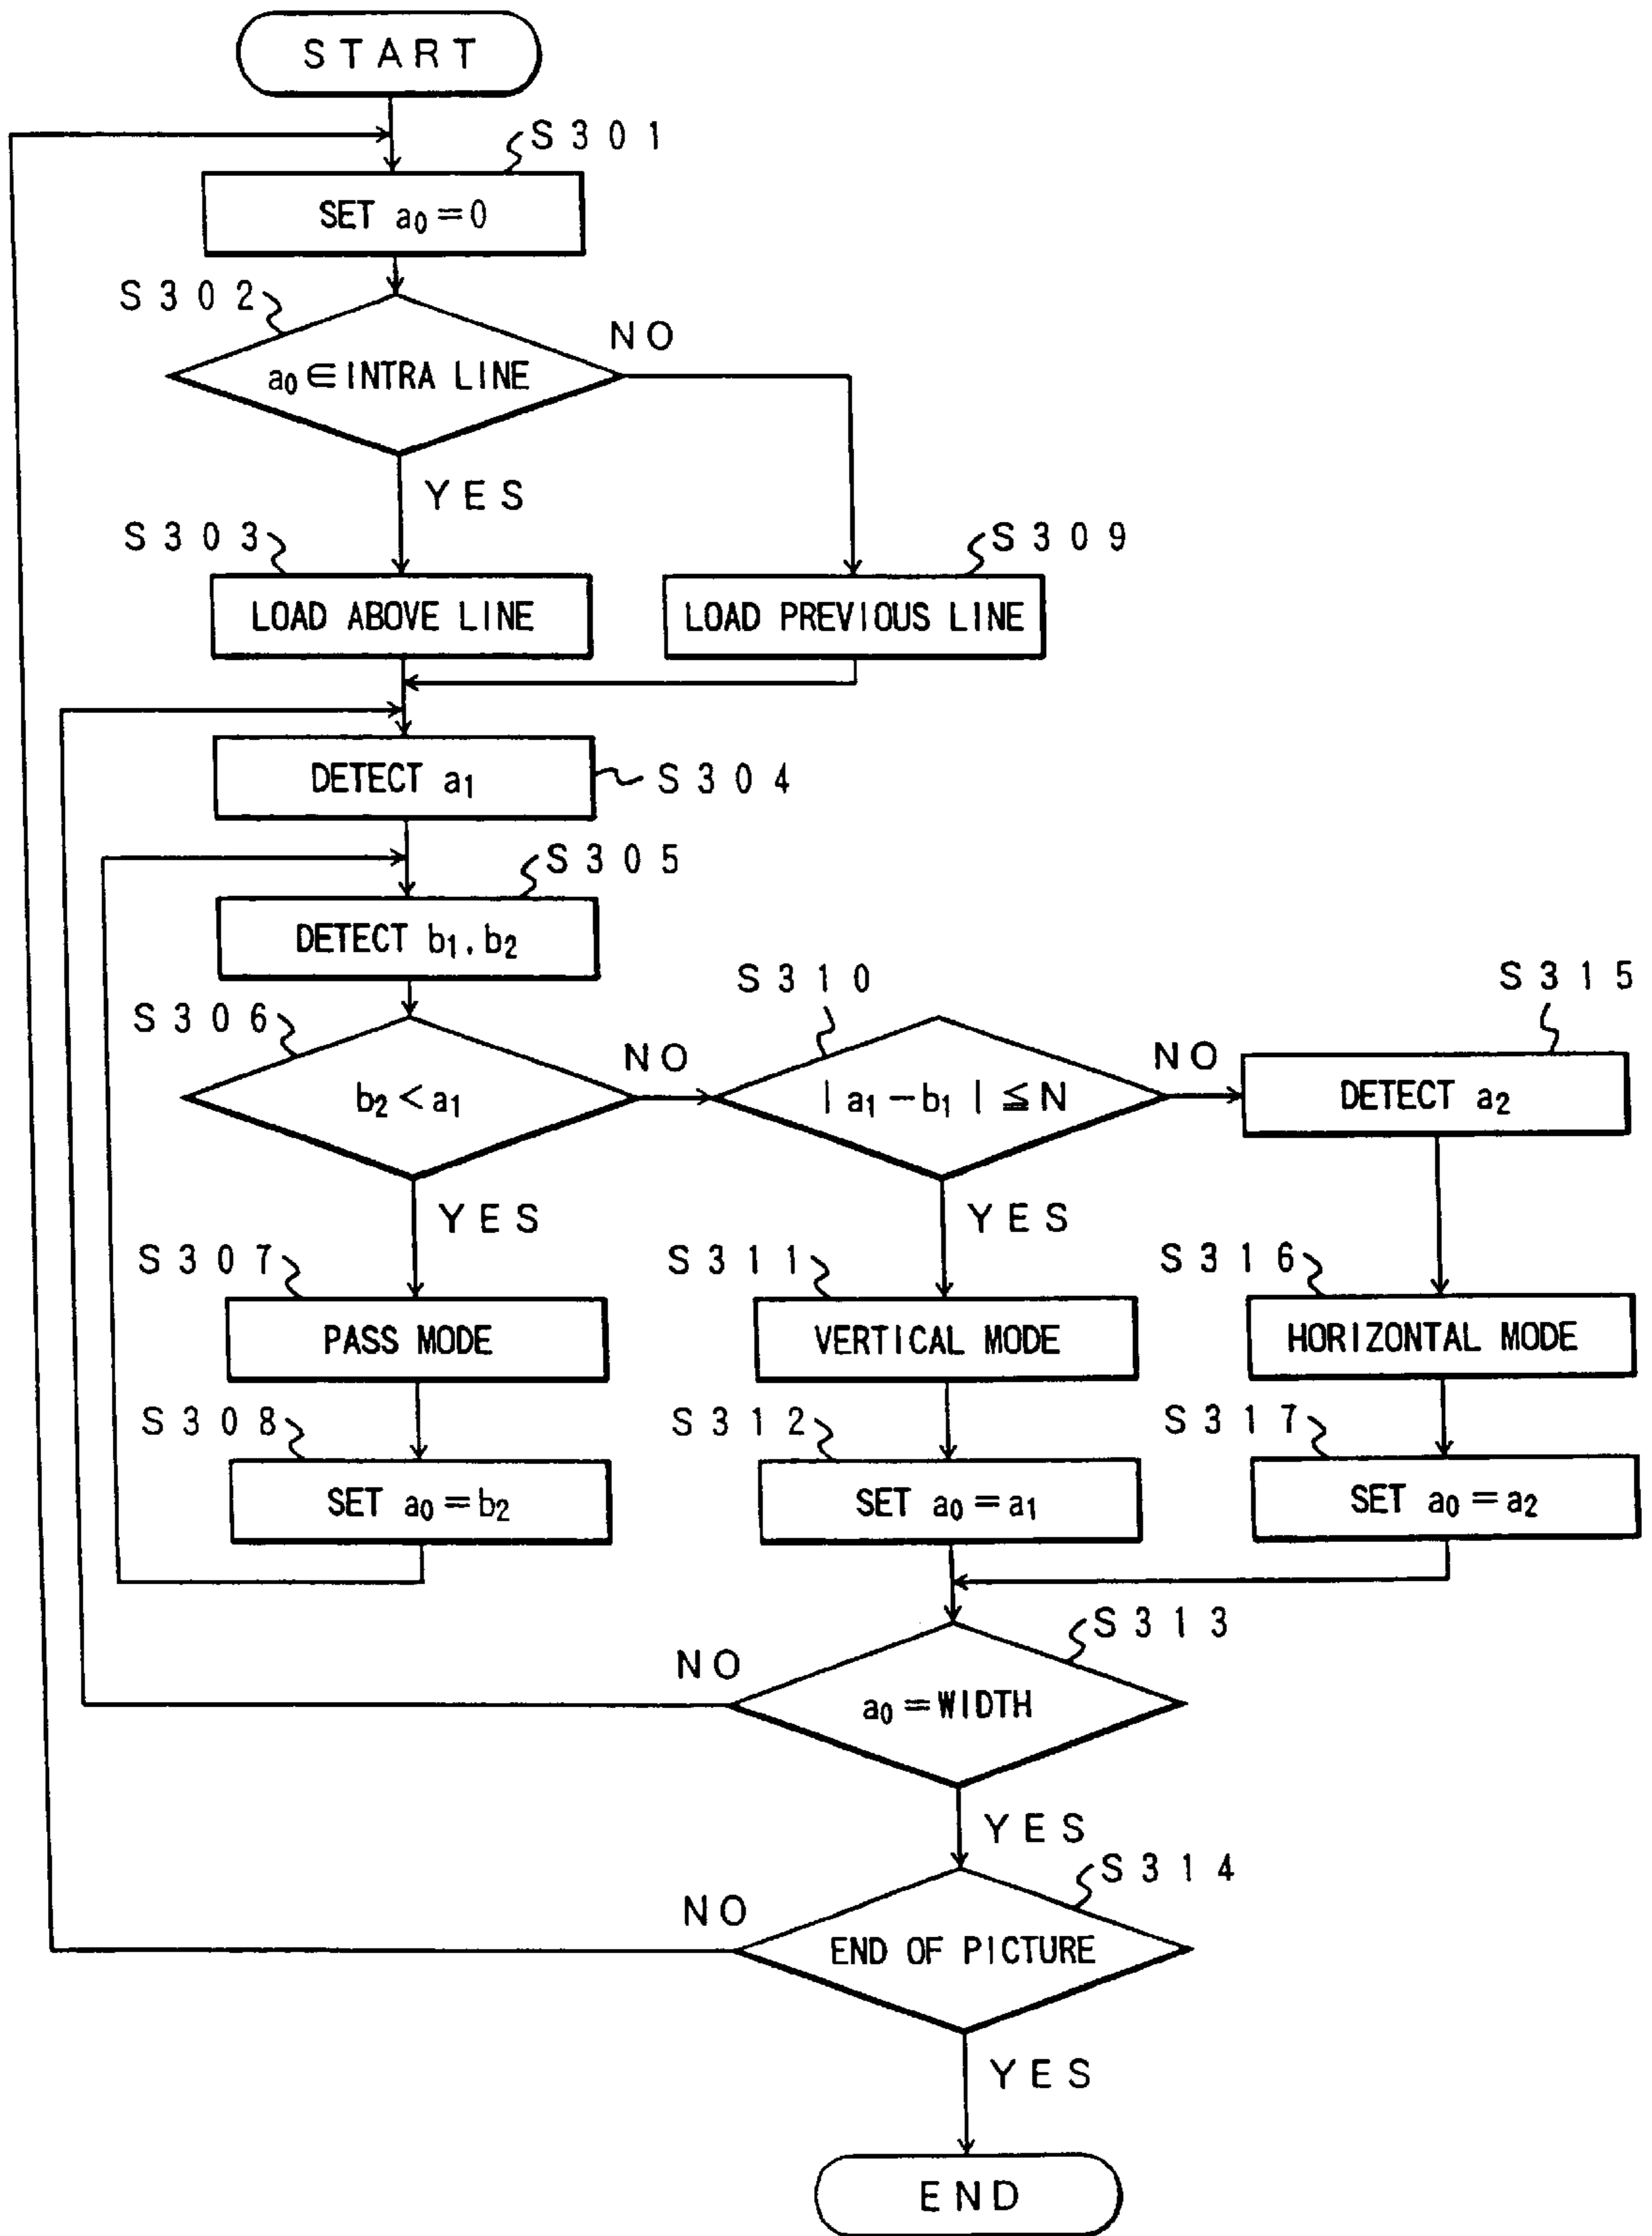 START
S301
SET a₀=0
S302
NO
a₀∈INTRA LINE
YES
S303
S309
LOAD ABOVE LINE
LOAD PREVIOUS LINE
DETECT a₁
S304
S305
DETECT b₁, b₂
S306
NO
S310
NO
S315
b₂<a₁
|a₁−b₁|≦N
DETECT a₂
YES
YES
S307
S311
S316
PASS MODE
VERTICAL MODE
HORIZONTAL MODE
S308
S312
S317
SET a₀=b₂
SET a₀=a₁
SET a₀=a₂
S313
NO
a₀=WIDTH
YES
S314
NO
END OF PICTURE
YES
END